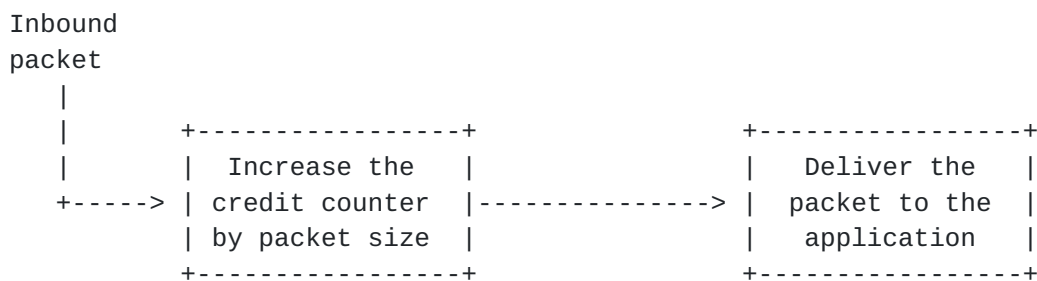 Inbound
packet
Increase the
credit counter
by packet size
Deliver the
packet to the
application